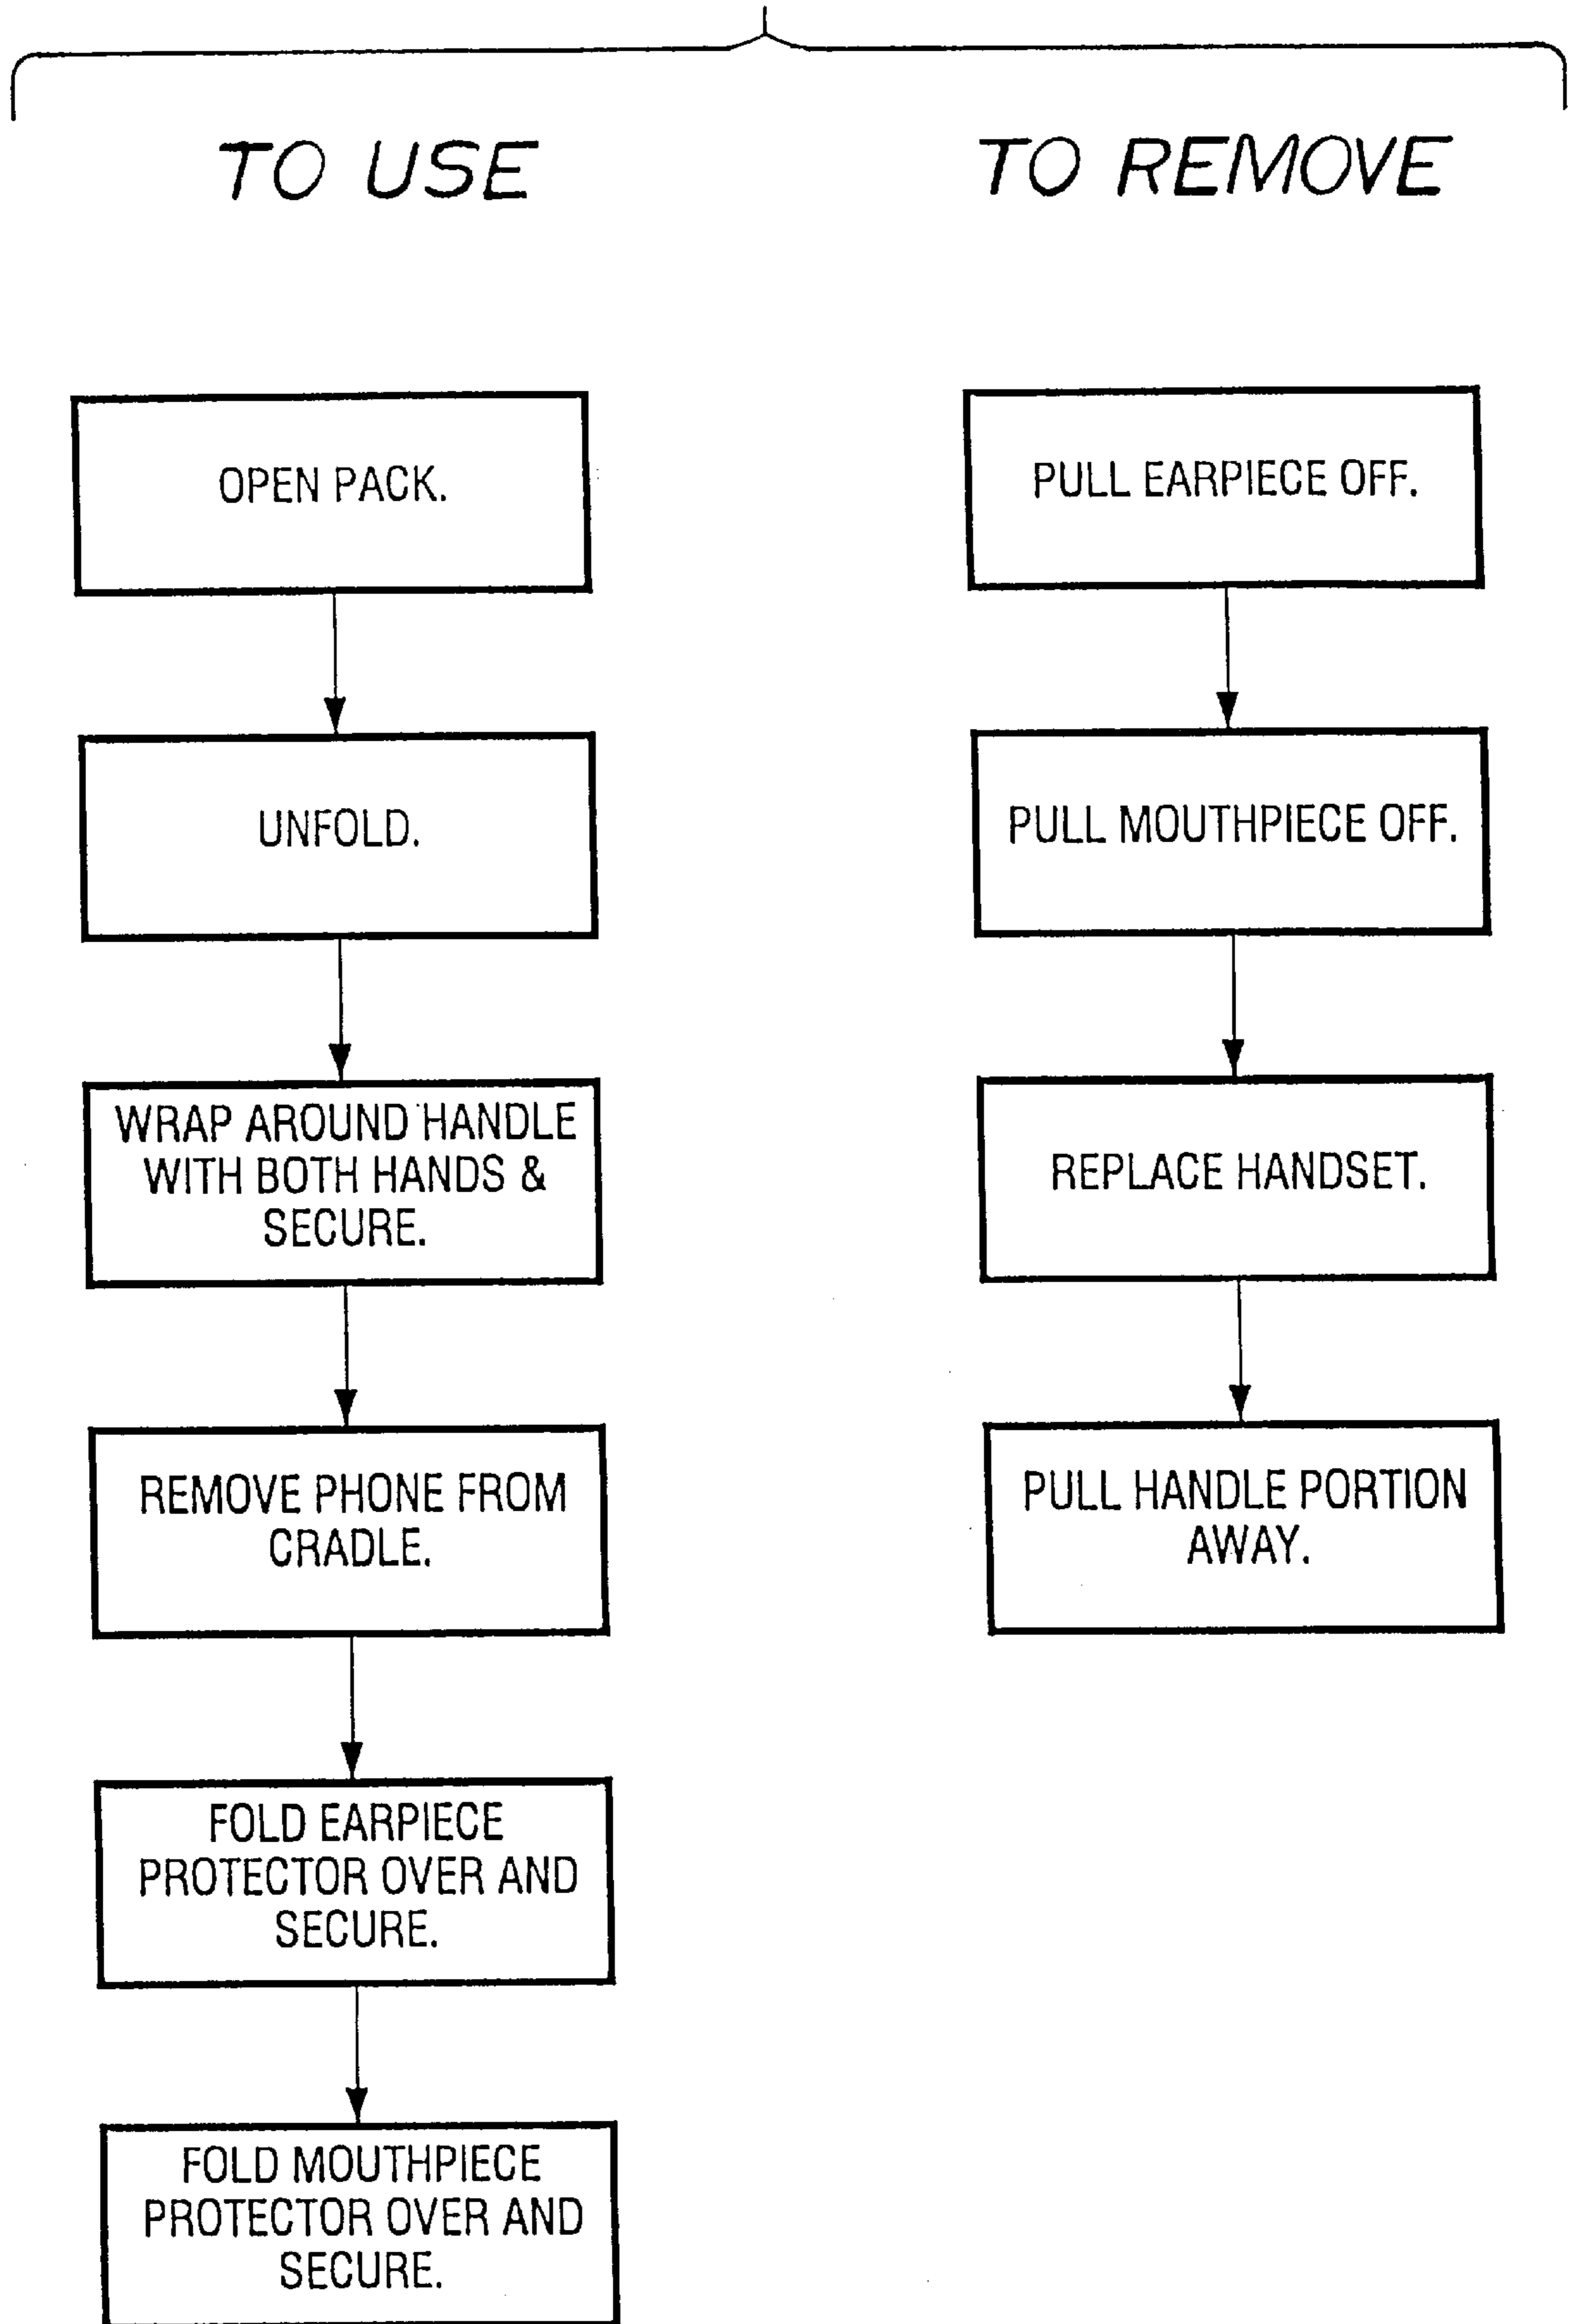 TO USE
OPEN PACK.
UNFOLD.
WRAP AROUND HANDLE
WITH BOTH HANDS &
SECURE.
REMOVE PHONE FROM
CRADLE.
FOLD EARPIECE
PROTECTOR OVER AND
SECURE.
FOLD MOUTHPIECE
PROTECTOR OVER AND
SECURE.
TO REMOVE
PULL EARPIECE OFF.
PULL MOUTHPIECE OFF.
REPLACE HANDSET.
PULL HANDLE PORTION
AWAY.